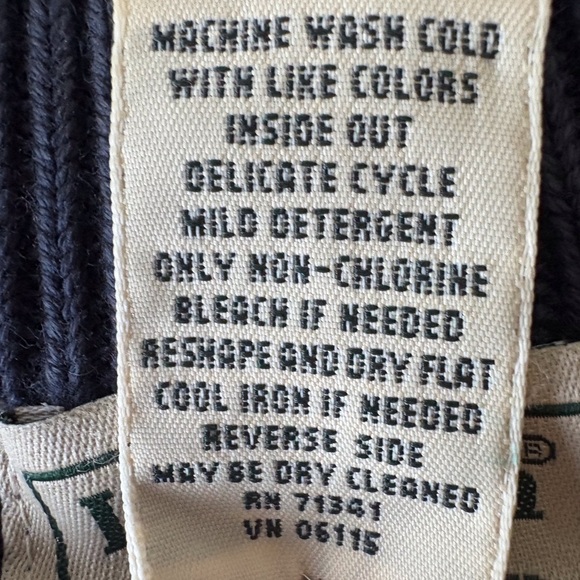 MACHINE WASH COLD
WITH LIKE COLORS
INSIDE OUT
DELICATE CYCLE
MILD DETERGENT
ONLY NON-CHLORINE
BLEACH IF NEEDED
RESHAPE AND DRY FLAT
COOL IRON IF NEEDED
REVERSE SIDE
MAY BE DRY CLEANED
RN 71341
VN 06115